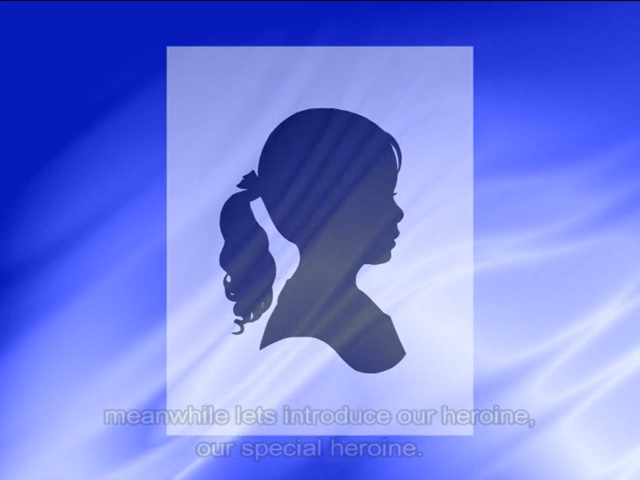 meanwhile lets introduce our heroine,
our special heroine.